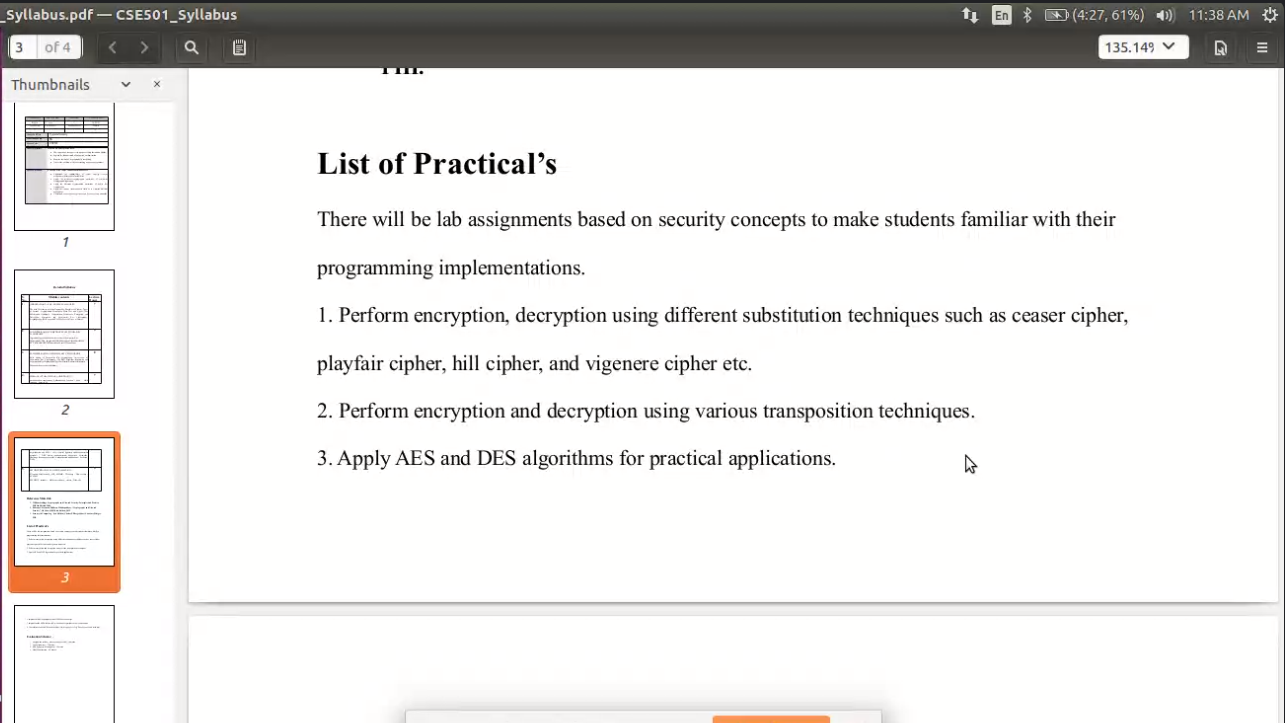 _Syllabus.pdf — CSE501_Syllabus
En
(4:27, 61%)
11:38 AM
3 of 4
135.14%
Thumbnails
List of Practical’s
There will be lab assignments based on security concepts to make students familiar with their
programming implementations.
1. Perform encryption, decryption using different substitution techniques such as ceaser cipher,
playfair cipher, hill cipher, and vigenere cipher etc.
2. Perform encryption and decryption using various transposition techniques.
3. Apply AES and DES algorithms for practical applications.
1
2
3